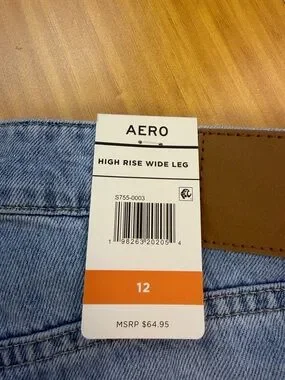 AERO
HIGH RISE WIDE LEG
S755-0003
1 98263 20205 4
12
MSRP $64.95